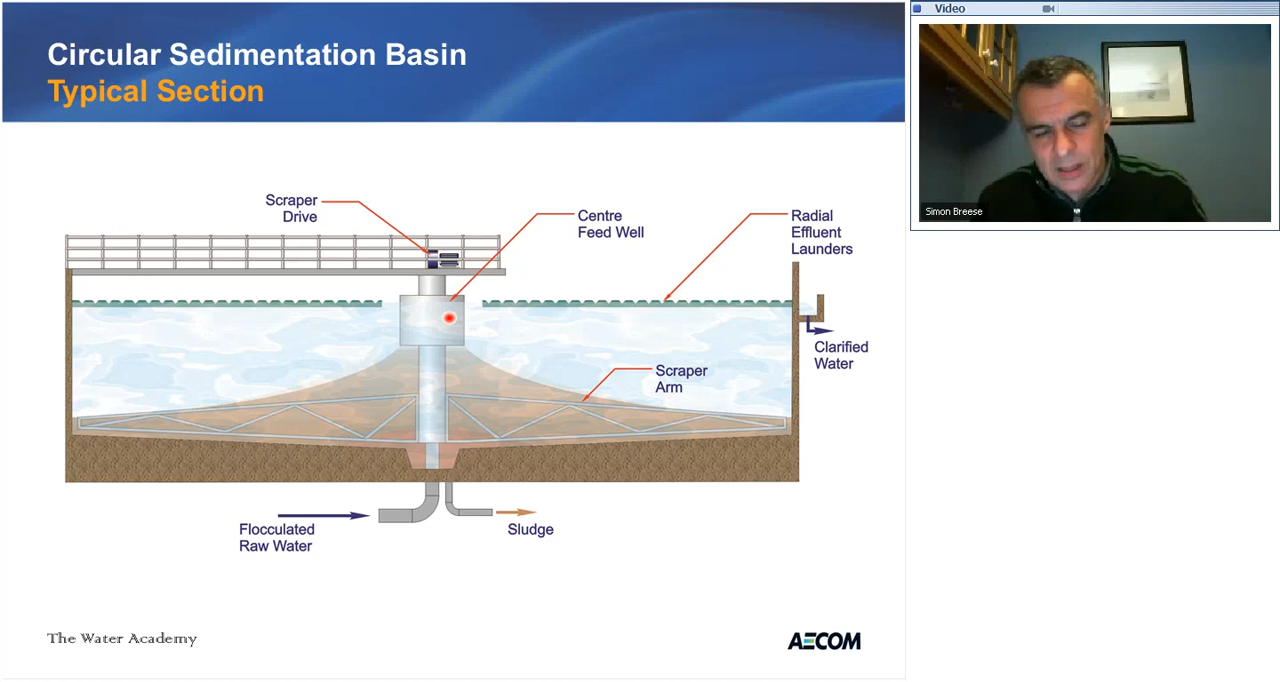 Circular Sedimentation Basin
Typical Section
Scraper
Drive
Centre
Feed Well
Radial
Effluent
Launders
Clarified
Water
Scraper
Arm
Flocculated
Raw Water
Sludge
The Water Academy
AECOM
Video
Simon Breese